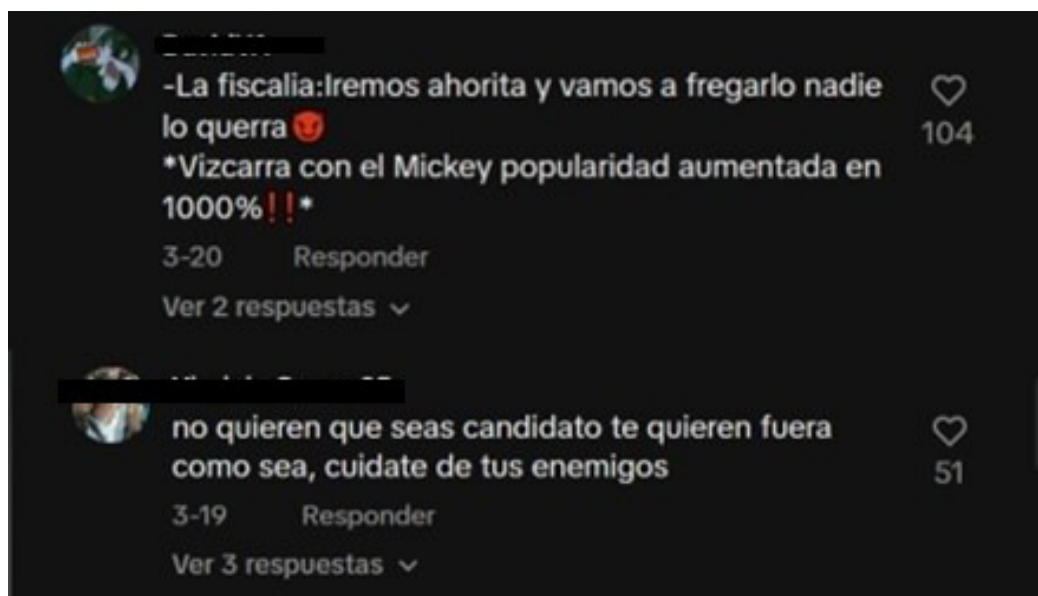 -La fiscalia:Iremos ahorita y vamos a fregarlo nadie
lo querra😈
*Vizcarra con el Mickey popularidad aumentada en
1000%‼️*
104
3-20 Responder
Ver 2 respuestas
no quieren que seas candidato te quieren fuera
como sea, cuidate de tus enemigos
51
3-19 Responder
Ver 3 respuestas